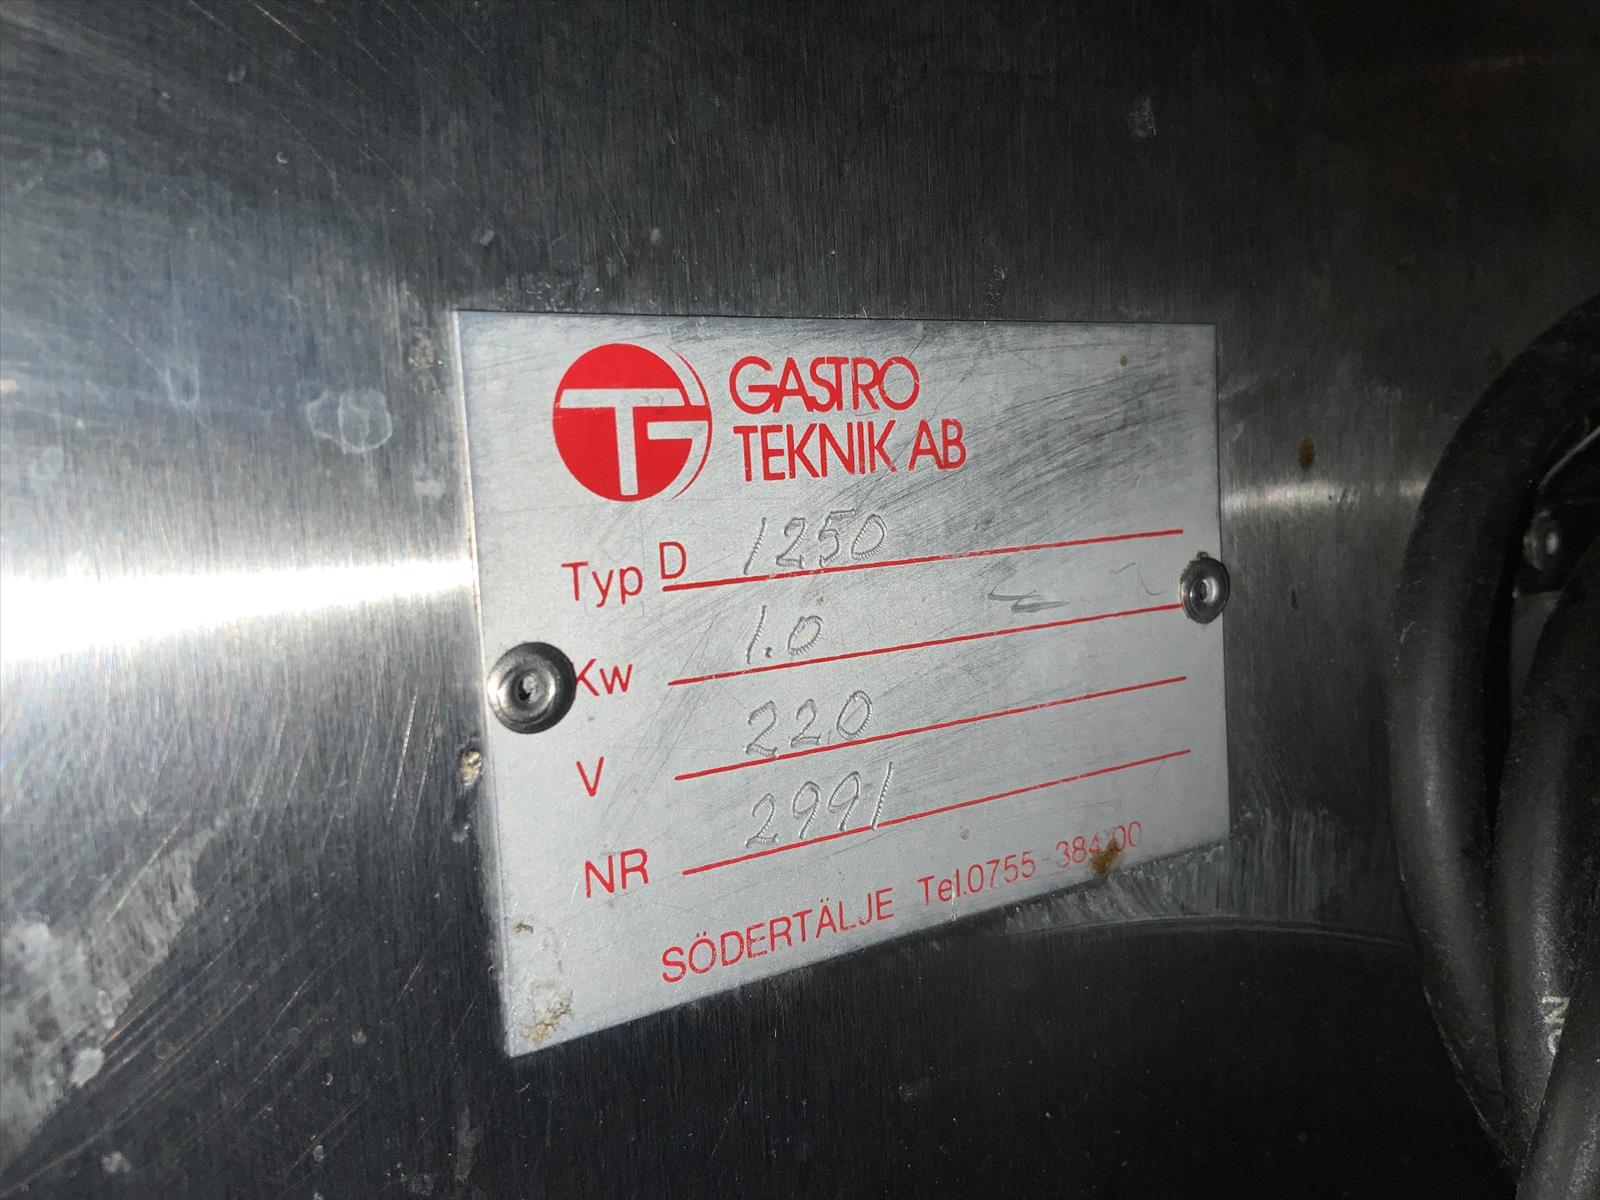 GASTRO
TEKNIK AB
Typ D 1250
Kw 1.0
V 220
NR 2991
SÖDERTÄLJE Tel.0755-384 00